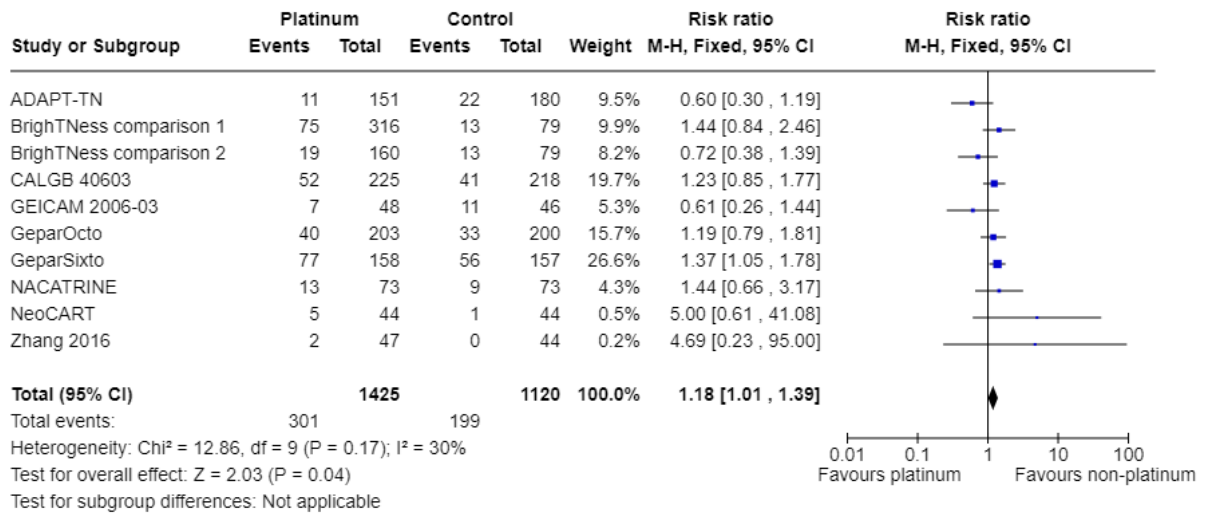 Platinum Control Risk ratio Risk ratio
Study or Subgroup Events Total Events Total Weight M-H, Fixed, 95% CI M-H, Fixed, 95% CI
ADAPT-TN 11 151 22 180 9.5% 0.60 [0.30 , 1.19]
BrighTNess comparison 1 75 316 13 79 9.9% 1.44 [0.84 , 2.46]
BrighTNess comparison 2 19 160 13 79 8.2% 0.72 [0.38 , 1.39]
CALGB 40603 52 225 41 218 19.7% 1.23 [0.85 , 1.77]
GEICAM 2006-03 7 48 11 46 5.3% 0.61 [0.26 , 1.44]
GeparOcto 40 203 33 200 15.7% 1.19 [0.79 , 1.81]
GeparSixto 77 158 56 157 26.6% 1.37 [1.05 , 1.78]
NACATRINE 13 73 9 73 4.3% 1.44 [0.66 , 3.17]
NeoCART 5 44 1 44 0.5% 5.00 [0.61 , 41.08]
Zhang 2016 2 47 0 44 0.2% 4.69 [0.23 , 95.00]
Total (95% CI) 1425 1120 100.0% 1.18 [1.01 , 1.39]
Total events: 301 199
Heterogeneity: Chi² = 12.86, df = 9 (P = 0.17); I² = 30%
Test for overall effect: Z = 2.03 (P = 0.04)
Test for subgroup differences: Not applicable
0.01 0.1 1 10 100
Favours platinum Favours non-platinum